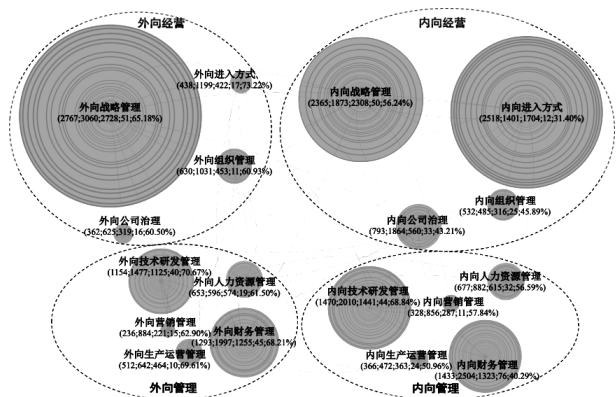 外向经营
外向进入方式
(438;1199;422;17;73.22%)
外向战略管理
(2767;3060;2728;51;65.18%)
外向组织管理
(630;1031;453;11;60.93%)
外向公司治理
(362;625;319;16;60.50%)
内向经营
内向战略管理
(2365;1873;2308;50;56.24%)
内向进入方式
(2518;1401;1704;12;31.40%)
内向组织管理
(532;485;316;25;45.89%)
内向公司治理
(793;1864;560;33;43.21%)
外向技术研发管理
(1154;1477;1125;40;70.67%)
外向人力资源管理
(653;596;574;19;61.50%)
外向营销管理
(236;884;221;15;62.90%)
外向财务管理
(1293;1997;1255;45;68.21%)
外向生产运营管理
(512;642;464;10;69.61%)
外向管理
内向人力资源管理
(677;882;615;32;56.59%)
内向技术研发管理
(1470;2010;1441;44;68.84%)
内向营销管理
(328;856;287;11;57.84%)
内向生产运营管理
(366;472;363;24;50.96%)
内向财务管理
(1433;2504;1323;76;40.29%)
内向管理